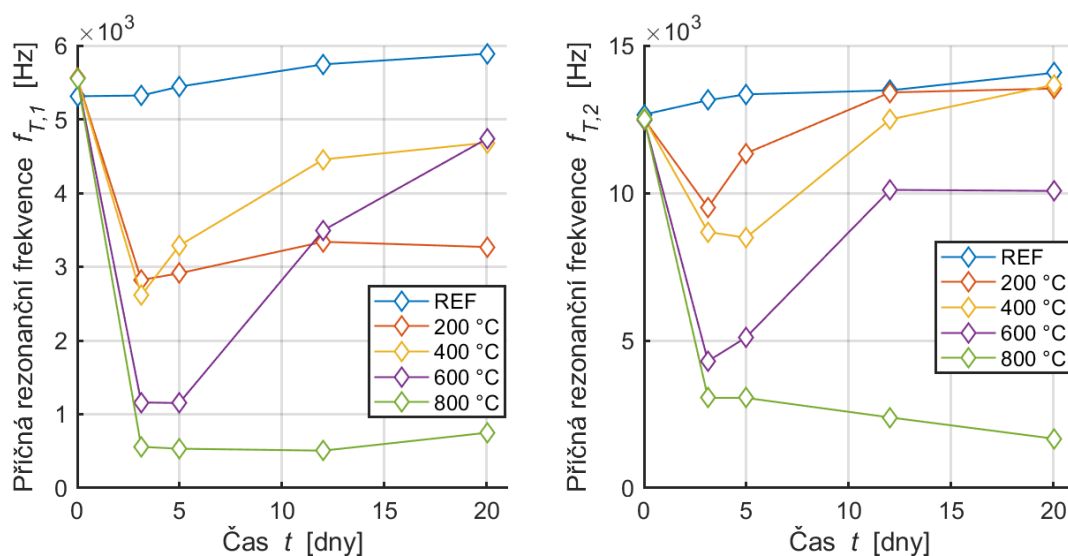 ×10³
Příčná rezonanční frekvence f_{T,1} [Hz]
6
5
4
3
2
1
0
0 5 10 15 20
Čas t [dny]
REF
200 °C
400 °C
600 °C
800 °C
×10³
Příčná rezonanční frekvence f_{T,2} [Hz]
15
10
5
0
0 5 10 15 20
Čas t [dny]
REF
200 °C
400 °C
600 °C
800 °C